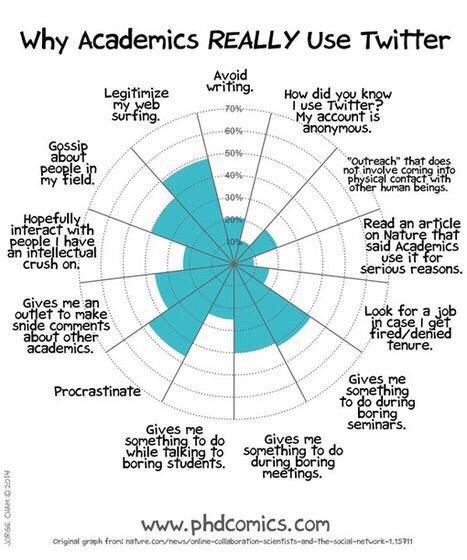 Why Academics REALLY Use Twitter
Avoid
writing.
How did you know
I use Twitter?
My account is
anonymous.
"Outreach" that does
not involve coming into
physical contact with
other human beings.
Read an article
on Nature that
said Academics
use it for
serious reasons.
Look for a job
in case I get
fired/denied
tenure.
Gives me
something
to do during
boring
seminars.
Gives me
something to do
during boring
meetings.
Gives me
something to do
while talking to
boring students.
Procrastinate
Gives me an
outlet to make
snide comments
about other
academics.
Hopefully
interact with
people I have
an intellectual
crush on.
Gossip
about
people in
my field.
Legitimize
my web
surfing.
70%
60%
50%
40%
30%
20%
10%
JORGE CHAM © 2014
www.phdcomics.com
Original graph from: nature.com/news/online-collaboration-scientists-and-the-social-network-1.15711